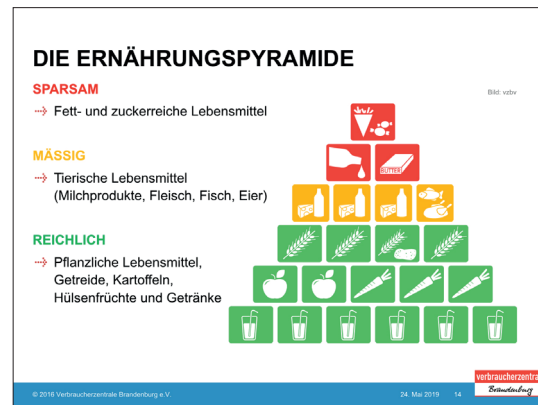 DIE ERNÄHRUNGSPYRAMIDE
SPARSAM
Fett- und zuckerreiche Lebensmittel
Bild: vzbv
MÄSSIG
Tierische Lebensmittel
(Milchprodukte, Fleisch, Fisch, Eier)
REICHLICH
Pflanzliche Lebensmittel,
Getreide, Kartoffeln,
Hülsenfrüchte und Getränke
BUTTER
© 2016 Verbraucherzentrale Brandenburg e.V.
24. Mai 2019
14
verbraucherzentral
Brandenburg